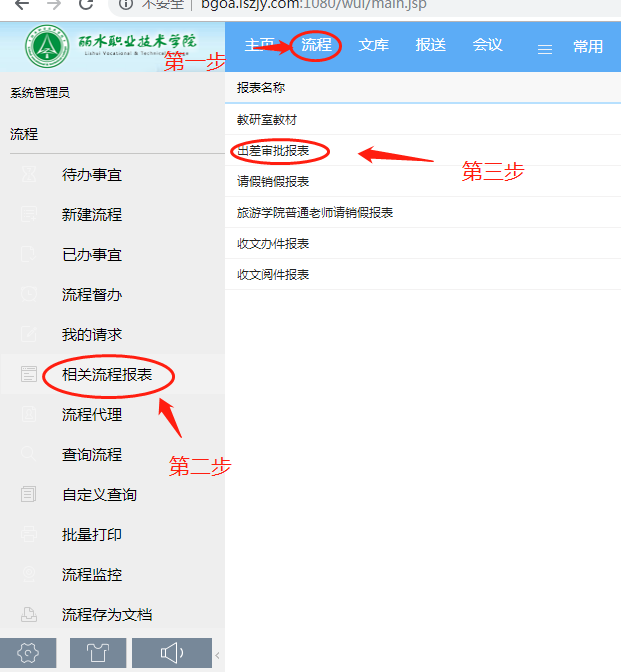 不安全 | bgoa.lszjy.com:1080/wui/main.jsp
丽水职业技术学院
Lishui Vocational & Technical College
第一步
主页 流程 文库 报送 会议 常用
系统管理员
流程
待办事宜
新建流程
已办事宜
流程督办
我的请求
相关流程报表
流程代理
查询流程
自定义查询
批量打印
流程监控
流程存为文档
第二步
报表名称
教研室教材
出差审批报表
第三步
请假销假报表
旅游学院普通老师请销假报表
收文办件报表
收文阅件报表